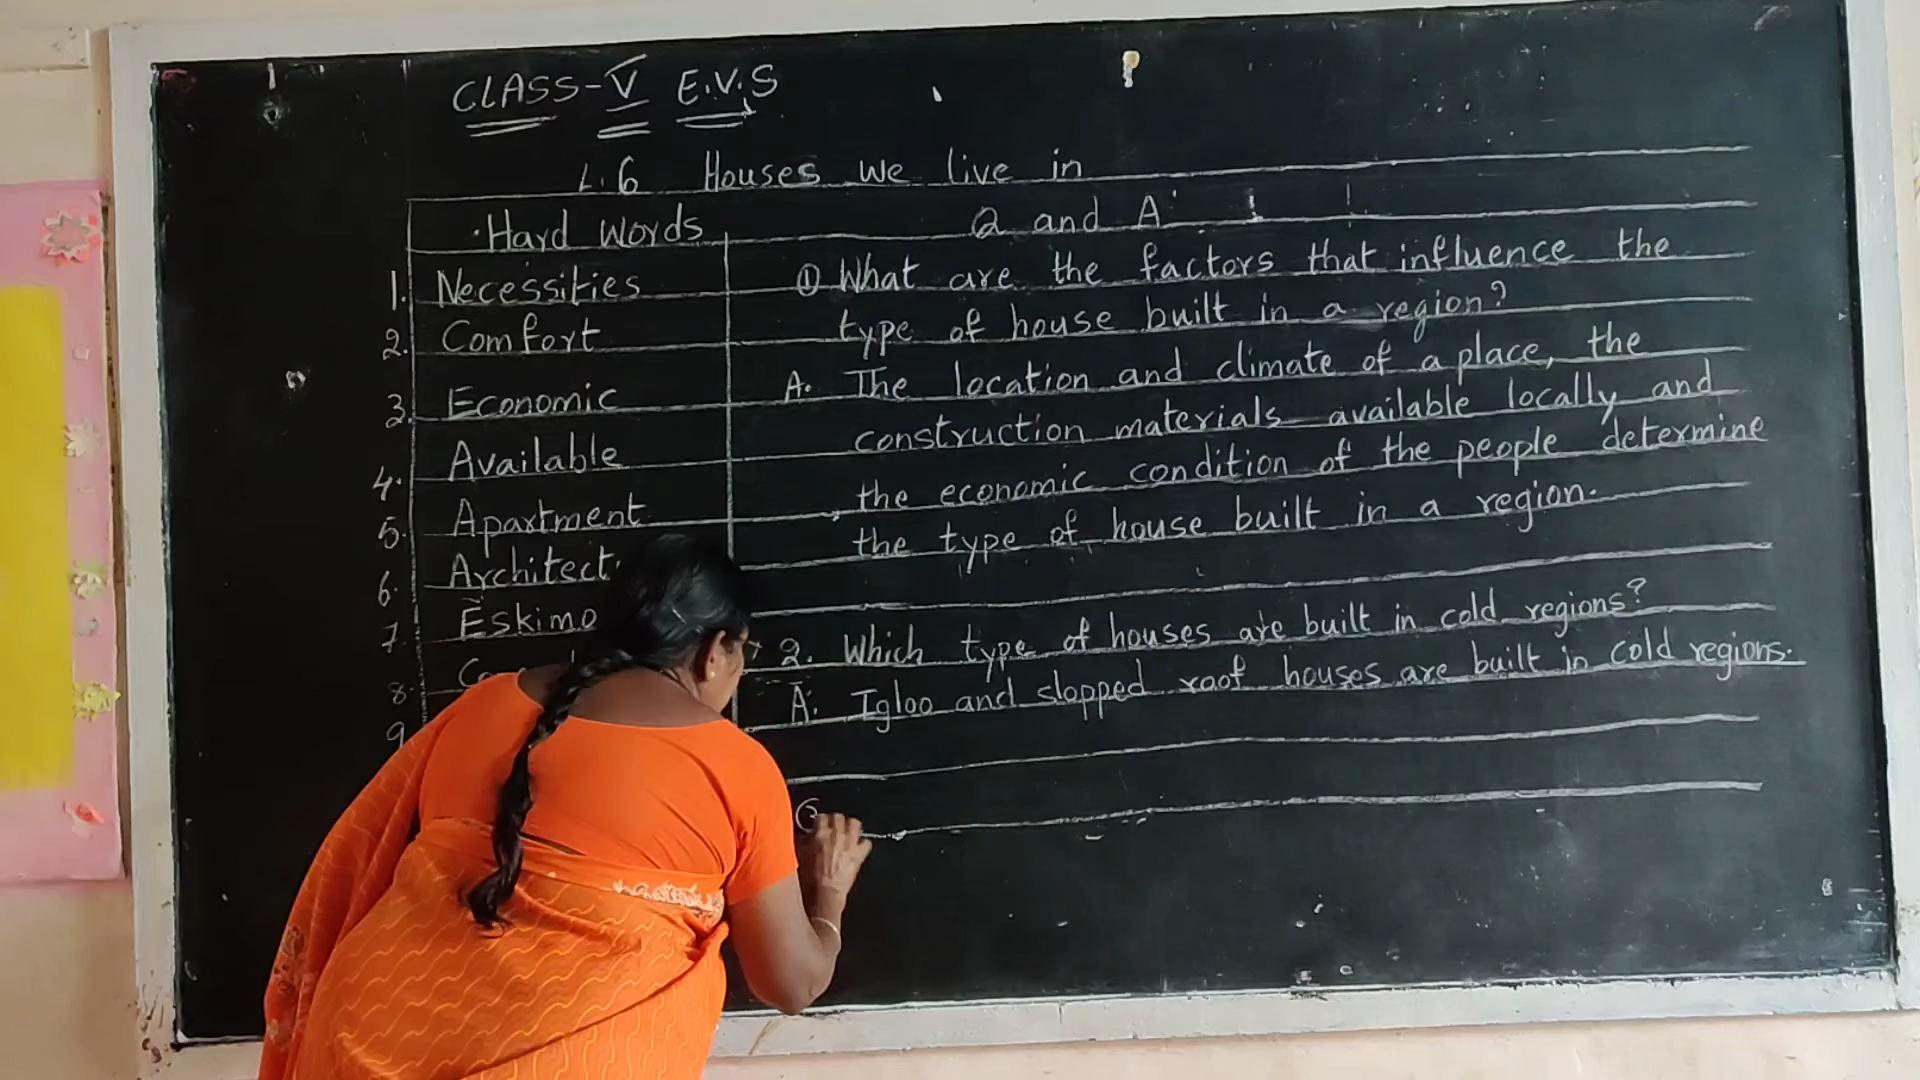 CLASS-V E.V.S
L.6 Houses we live in
Hard Words
1. Necessities
2. Comfort
3. Economic
4. Available
5. Apartment
6. Architect
7. Eskimo
8.
9
Q and A
① What are the factors that influence the
type of house built in a region?
A. The location and climate of a place, the
construction materials available locally and
the economic condition of the people determine
the type of house built in a region.
2. Which type of houses are built in cold regions?
A. Igloo and slopped roof houses are built in cold regions.